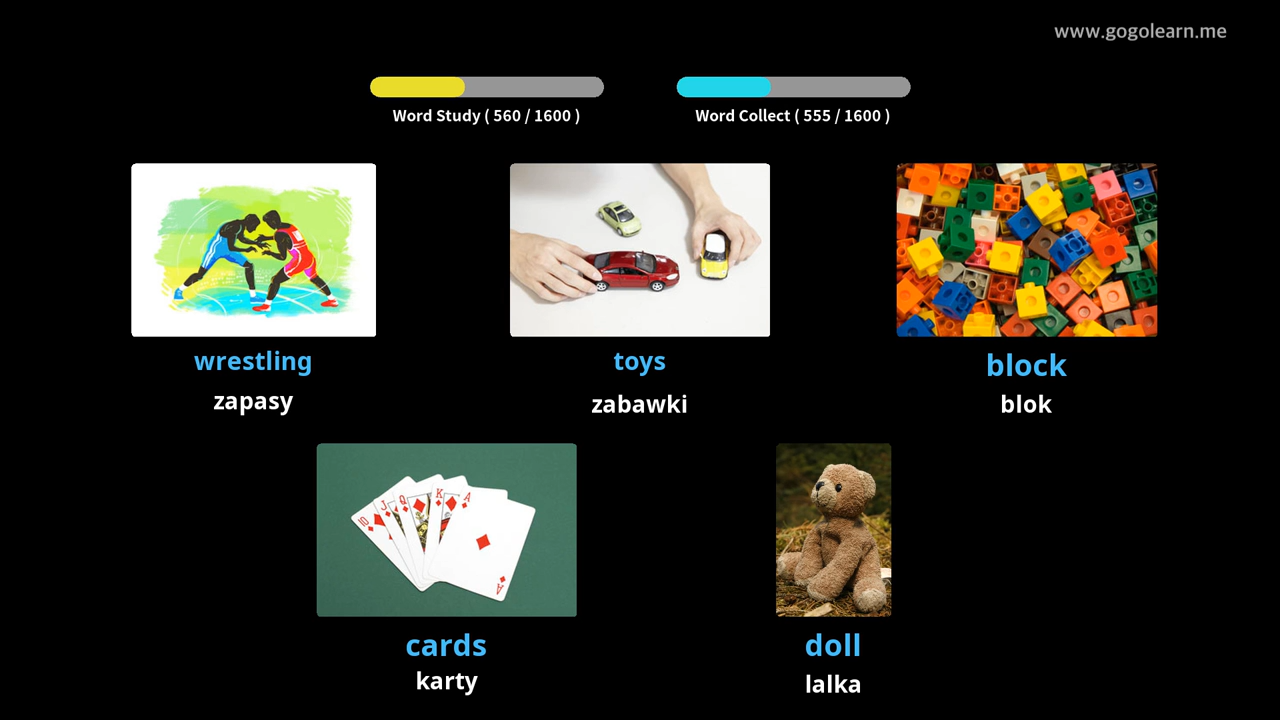 www.gogolearn.me
Word Study ( 560 / 1600 )
Word Collect ( 555 / 1600 )
wrestling
zapasy
toys
zabawki
block
blok
10
J
Q
K
A
A
cards
karty
doll
lalka